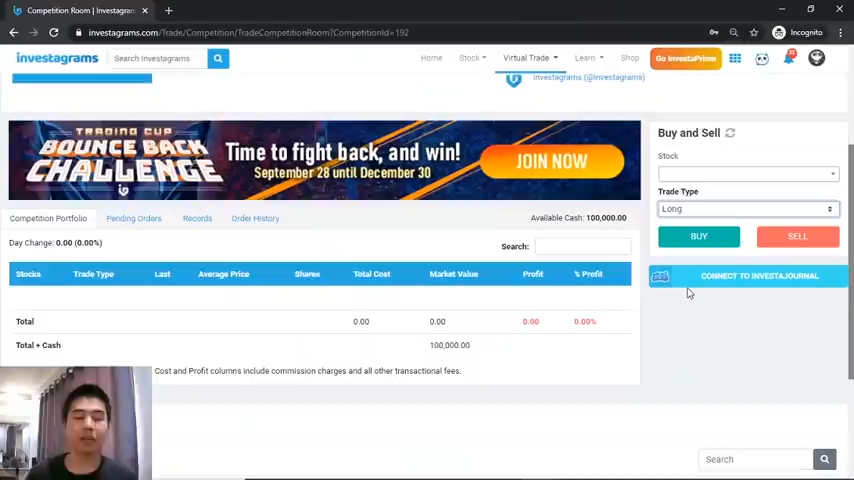 Competition Room | Investagrams
investagrams.com/Trade/Competition/TradeCompetitionRoom?CompetitionId=192
Incognito
investagrams
Search Investagrams
Home
Stock
Virtual Trade
Learn
Shop
Go InvestaPrime
Investagrams (@investagrams)
TRADING CUP
BOUNCE BACK
CHALLENGE
Time to fight back, and win!
September 28 until December 30
JOIN NOW
Buy and Sell
Stock
Trade Type
Long
BUY
SELL
CONNECT TO INVESTAJOURNAL
Competition Portfolio
Pending Orders
Records
Order History
Available Cash: 100,000.00
Day Change: 0.00 (0.00%)
Search:
Stocks Trade Type Last Average Price Shares Total Cost Market Value Profit % Profit
Total 0.00 0.00 0.00 0.00%
Total + Cash 100,000.00
Cost and Profit columns include commission charges and all other transactional fees.
Search